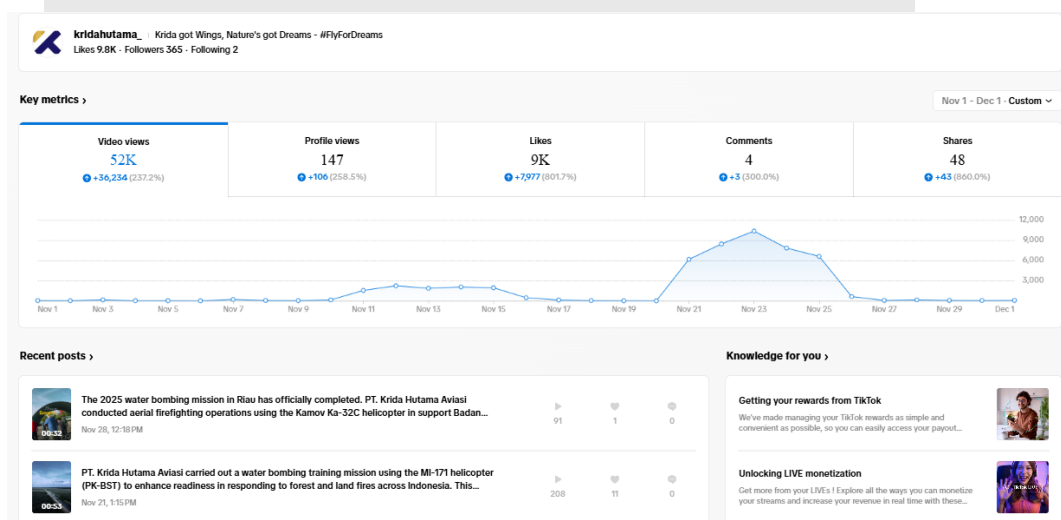 kridahutama_ Krida got Wings, Nature's got Dreams - #FlyForDreams
Likes 9.8K · Followers 365 · Following 2
Key metrics ›
Nov 1 - Dec 1 · Custom
Video views
52K
+36,234 (237.2%)
Profile views
147
+106 (258.5%)
Likes
9K
+7,977 (801.7%)
Comments
4
+3 (300.0%)
Shares
48
+43 (860.0%)
12,000
9,000
6,000
3,000
Nov 1 Nov 3 Nov 5 Nov 7 Nov 9 Nov 11 Nov 13 Nov 15 Nov 17 Nov 19 Nov 21 Nov 23 Nov 25 Nov 27 Nov 29 Dec 1
Recent posts ›
00:32
The 2025 water bombing mission in Riau has officially completed. PT. Krida Hutama Aviasi
conducted aerial firefighting operations using the Kamov Ka-32C helicopter in support Badan...
Nov 28, 12:18 PM
91 1 0
00:53
PT. Krida Hutama Aviasi carried out a water bombing training mission using the MI-171 helicopter
(PK-BST) to enhance readiness in responding to forest and land fires across Indonesia. This...
Nov 21, 1:15 PM
208 11 0
Knowledge for you ›
Getting your rewards from TikTok
We've made managing your TikTok rewards as simple and
convenient as possible, so you can easily access your payout...
Unlocking LIVE monetization
Get more from your LIVEs ! Explore all the ways you can monetize
your streams and increase your revenue in real time with these...